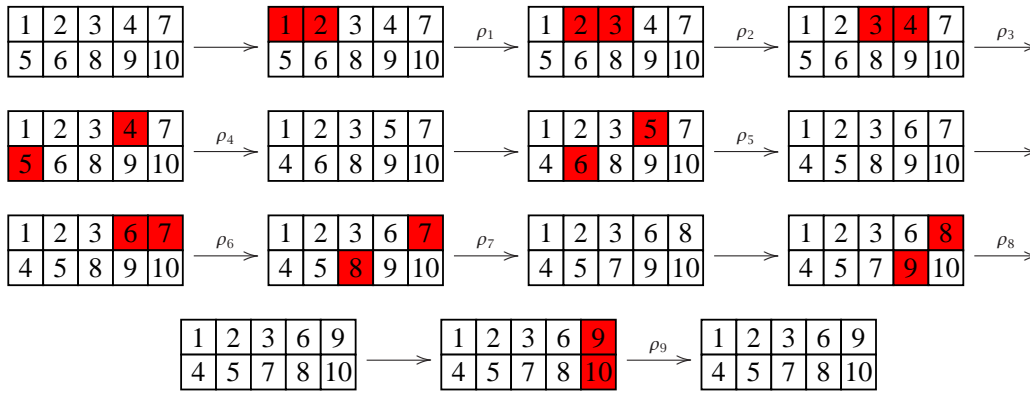 1 2 3 4 7 1 2 3 4 7 ρ1 1 2 3 4 7 ρ2 1 2 3 4 7 ρ3
5 6 8 9 10 5 6 8 9 10 5 6 8 9 10 5 6 8 9 10
1 2 3 4 7 ρ4 1 2 3 5 7 1 2 3 5 7 ρ5 1 2 3 6 7
5 6 8 9 10 4 6 8 9 10 4 6 8 9 10 4 5 8 9 10
1 2 3 6 7 ρ6 1 2 3 6 7 ρ7 1 2 3 6 8 1 2 3 6 8 ρ8
4 5 8 9 10 4 5 8 9 10 4 5 7 9 10 4 5 7 9 10
1 2 3 6 9 1 2 3 6 9 ρ9 1 2 3 6 9
4 5 7 8 10 4 5 7 8 10 4 5 7 8 10